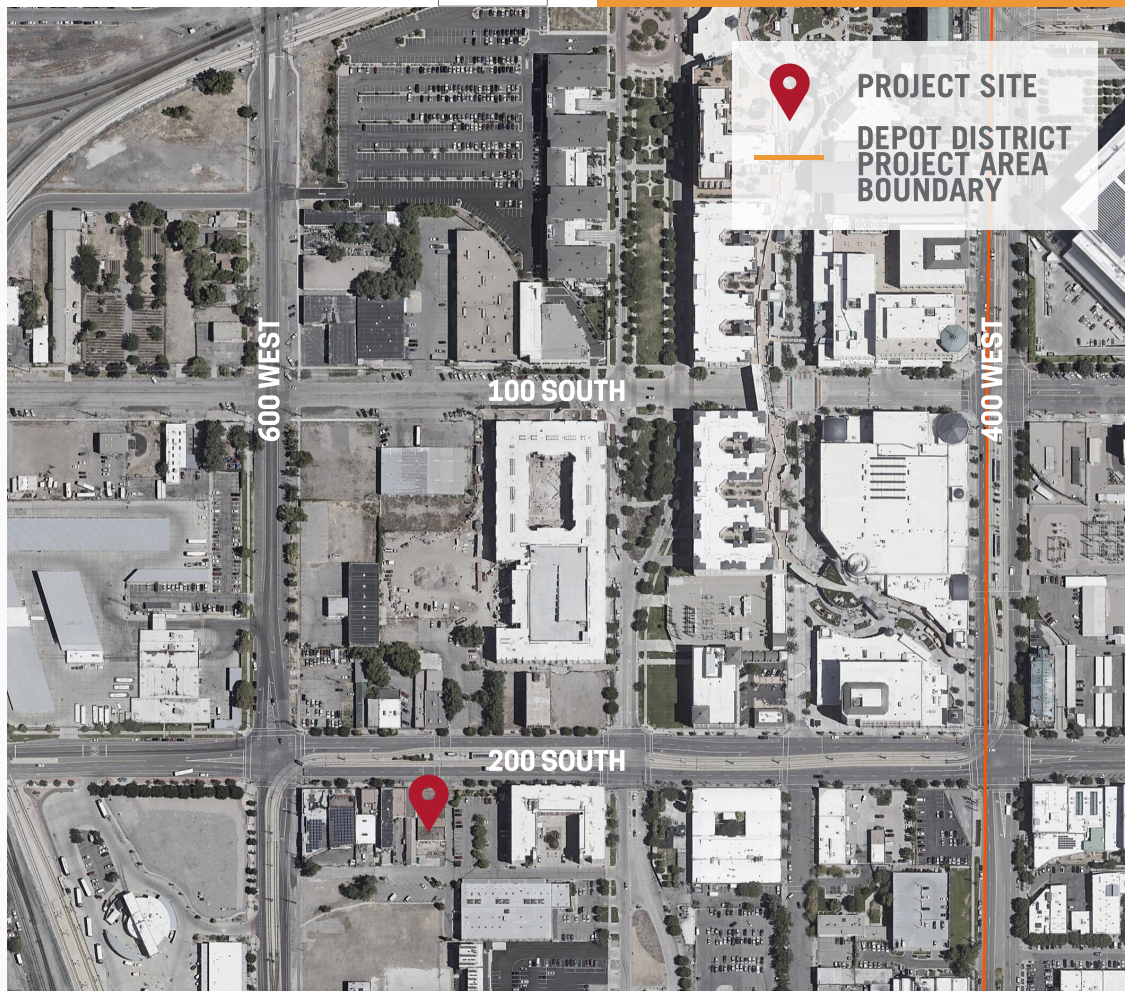 PROJECT SITE
DEPOT DISTRICT
PROJECT AREA
BOUNDARY
600 WEST
100 SOUTH
400 WEST
200 SOUTH